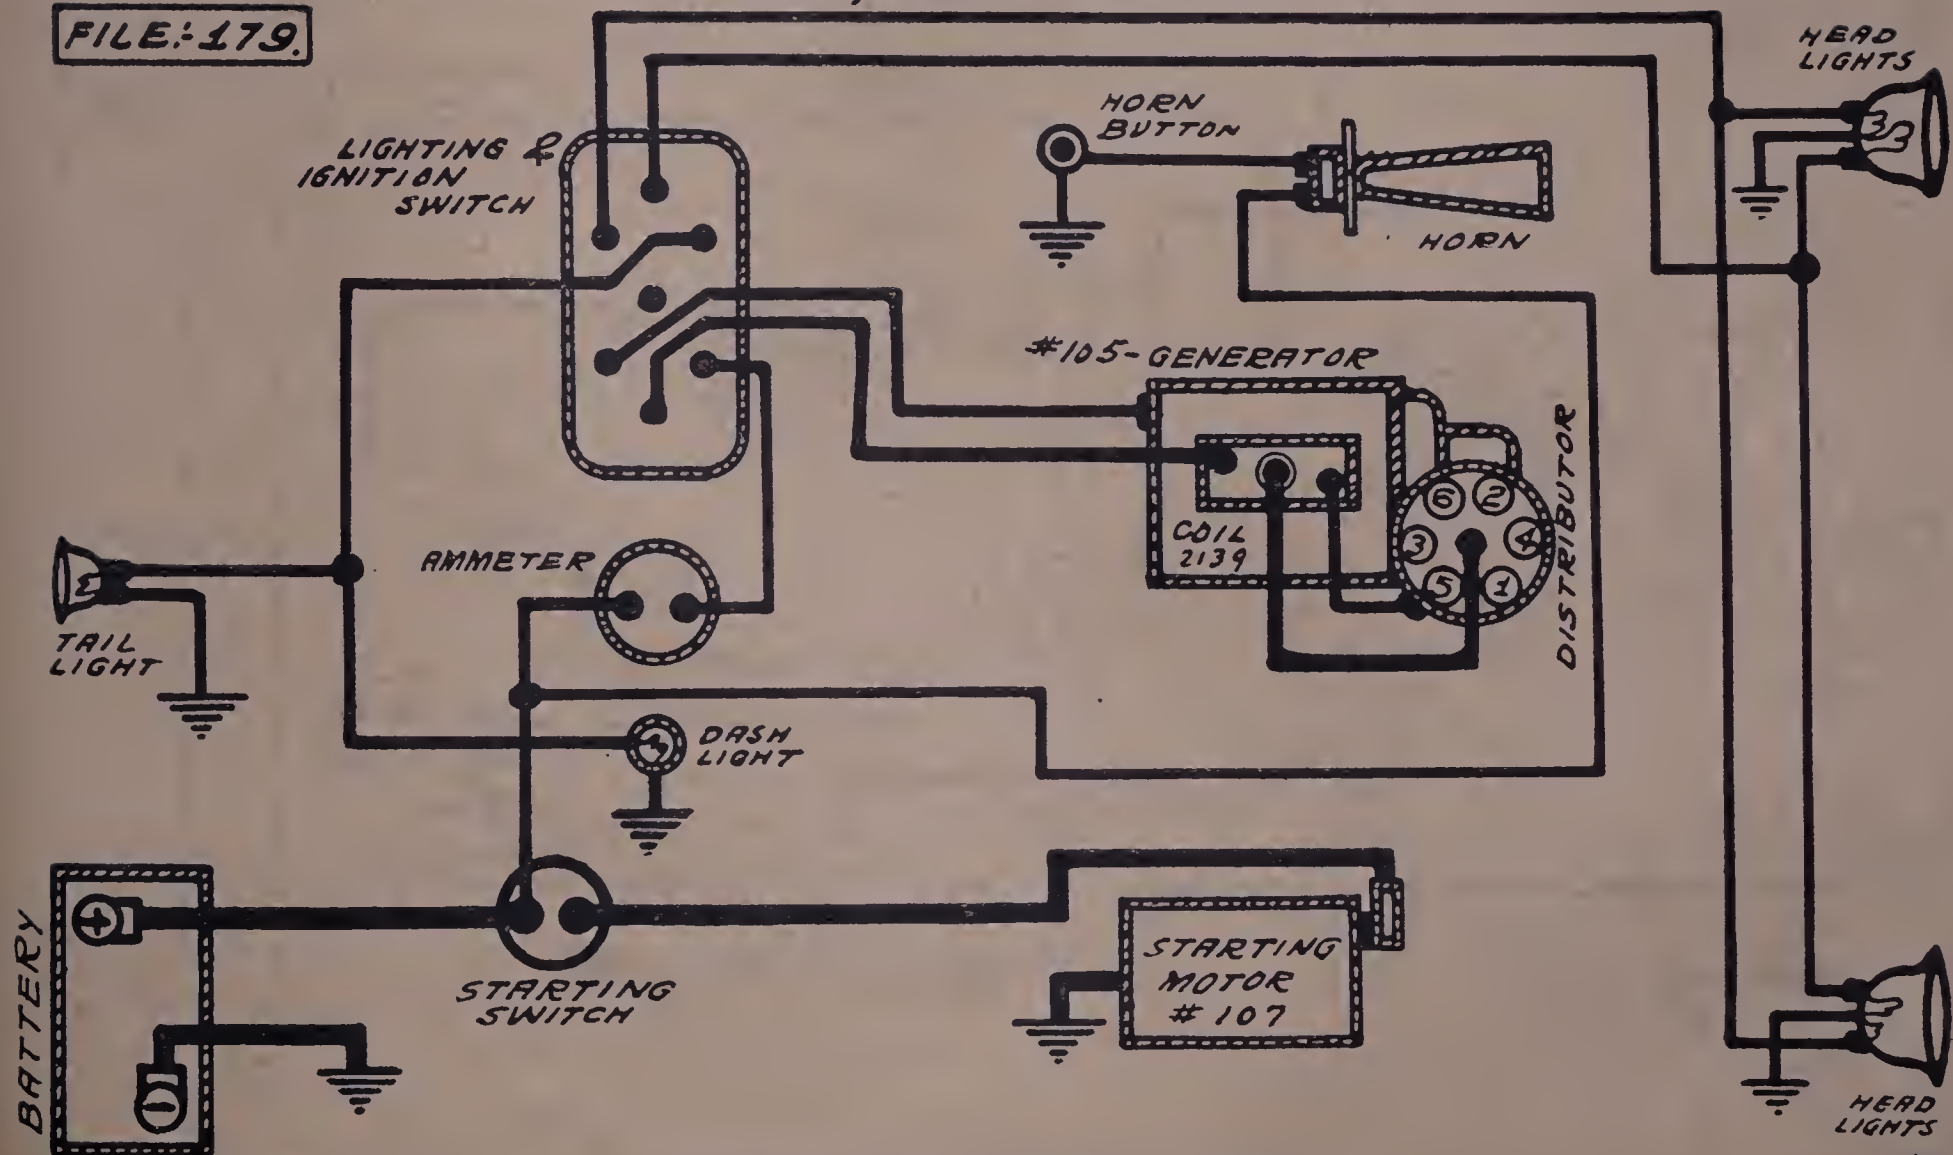 FILE:-179.
HEAD
LIGHTS
HORN
BUTTON
LIGHTING &
IGNITION
SWITCH
HORN
#105-GENERATOR
DISTRIBUTOR
6 2
3 4
5 1
COIL
2139
AMMETER
TAIL
LIGHT
DASH
LIGHT
BATTERY
+
-
STARTING
SWITCH
STARTING
MOTOR
# 107
HEAD
LIGHTS